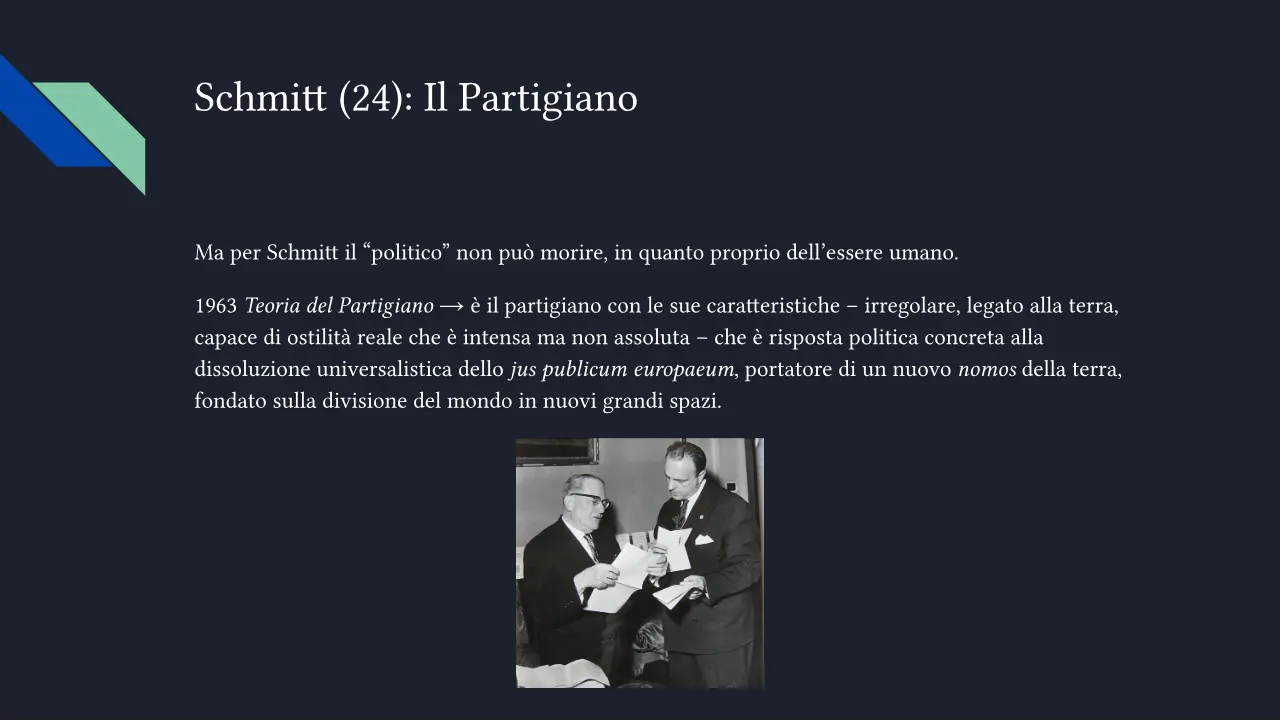 Schmitt (24): Il Partigiano
Ma per Schmitt il “politico” non può morire, in quanto proprio dell’essere umano.
1963 Teoria del Partigiano ⟶ è il partigiano con le sue caratteristiche – irregolare, legato alla terra,
capace di ostilità reale che è intensa ma non assoluta – che è risposta politica concreta alla
dissoluzione universalistica dello jus publicum europaeum, portatore di un nuovo nomos della terra,
fondato sulla divisione del mondo in nuovi grandi spazi.